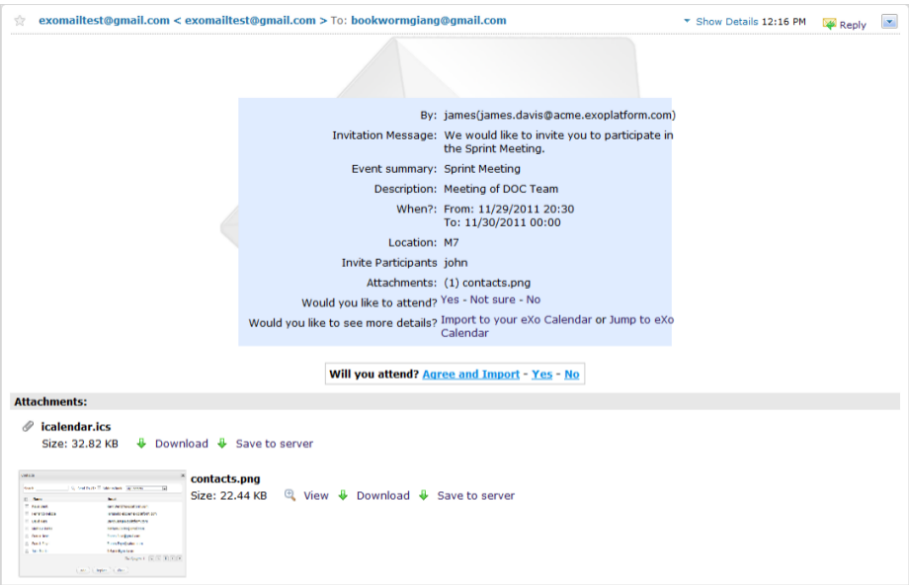 exomailtest@gmail.com < exomailtest@gmail.com > To: bookwormgiang@gmail.com Show Details 12:16 PM Reply
By: james(james.davis@acme.exoplatform.com)
Invitation Message: We would like to invite you to participate in
the Sprint Meeting.
Event summary: Sprint Meeting
Description: Meeting of DOC Team
When?: From: 11/29/2011 20:30
To: 11/30/2011 00:00
Location: M7
Invite Participants john
Attachments: (1) contacts.png
Would you like to attend? Yes - Not sure - No
Would you like to see more details? Import to your eXo Calendar or Jump to eXo
Calendar
Will you attend? Agree and Import - Yes - No
Attachments:
icalendar.ics
Size: 32.82 KB Download Save to server
contacts.png
Size: 22.44 KB View Download Save to server